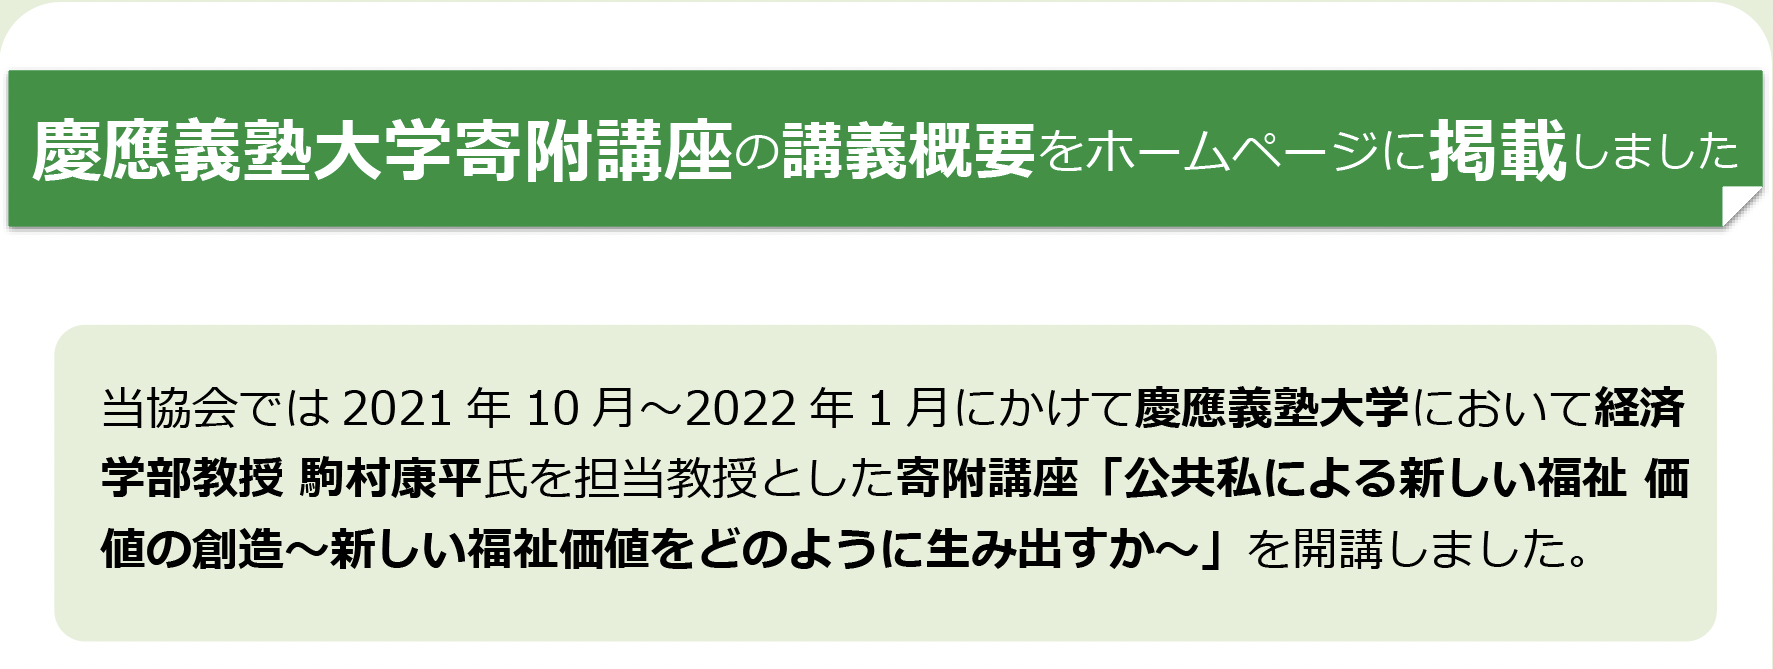 慶應義塾大学寄附講座の講義概要をホームページに掲載しました
当協会では 2021 年 10 月～2022 年 1 月にかけて慶應義塾大学において経済
学部教授 駒村康平氏を担当教授とした寄附講座「公共私による新しい福祉 価
値の創造～新しい福祉価値をどのように生み出すか～」を開講しました。